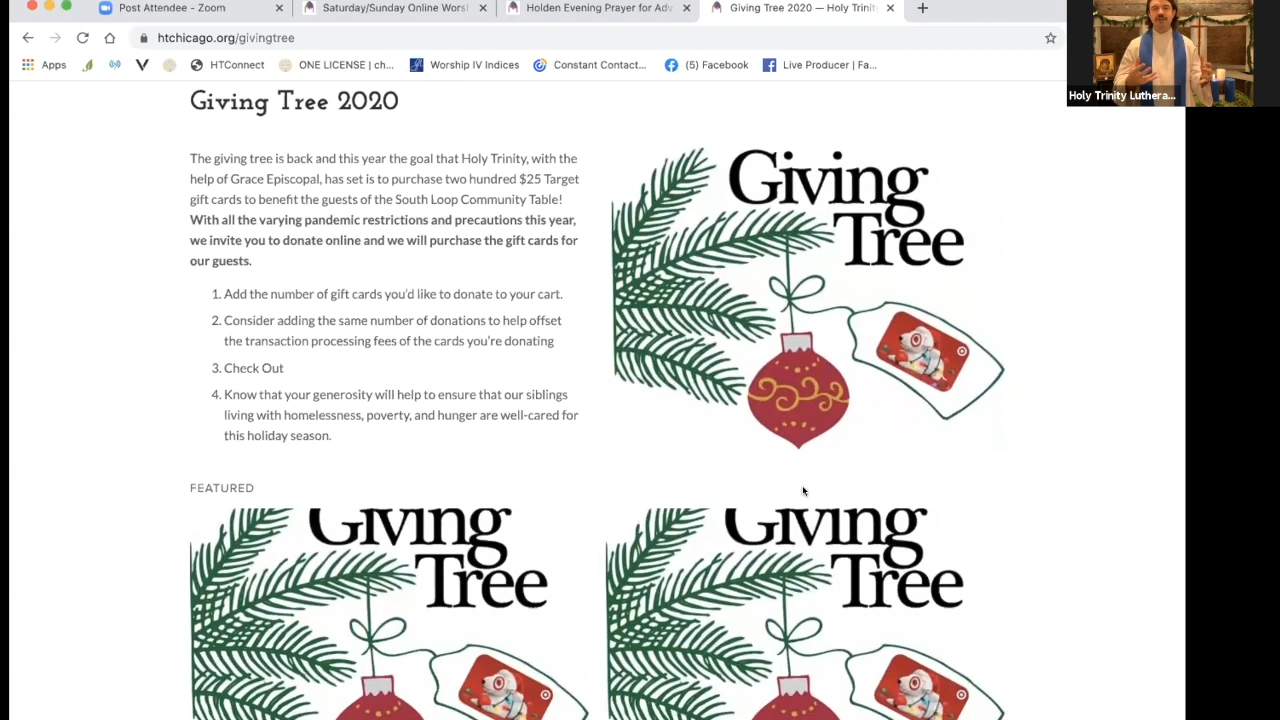 Post Attendee - Zoom
Saturday/Sunday Online Wors
Holden Evening Prayer for Adv
Giving Tree 2020 — Holy Trinity
htchicago.org/givingtree
Apps
HTConnect
ONE LICENSE | ch...
Worship IV Indices
Constant Contact...
(5) Facebook
Live Producer | Fa...
Holy Trinity Luthera...
Giving Tree 2020
The giving tree is back and this year the goal that Holy Trinity, with the
help of Grace Episcopal, has set is to purchase two hundred $25 Target
gift cards to benefit the guests of the South Loop Community Table!
With all the varying pandemic restrictions and precautions this year,
we invite you to donate online and we will purchase the gift cards for
our guests.
1. Add the number of gift cards you'd like to donate to your cart.
2. Consider adding the same number of donations to help offset
the transaction processing fees of the cards you're donating
3. Check Out
4. Know that your generosity will help to ensure that our siblings
living with homelessness, poverty, and hunger are well-cared for
this holiday season.
Giving
Tree
FEATURED
Giving
Tree
Giving
Tree